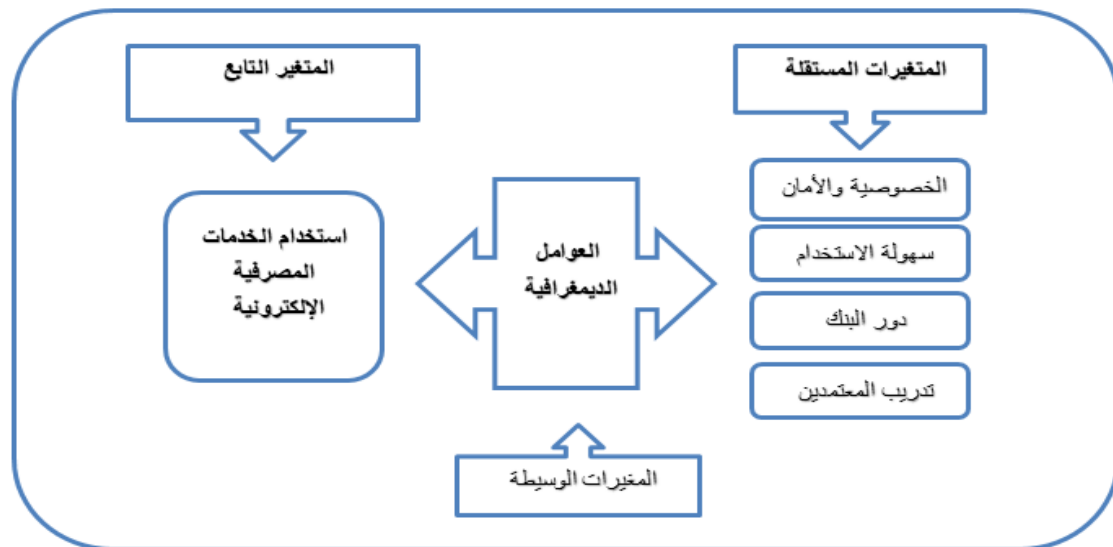 المتغيرات المستقلة
المتغير التابع
الخصوصية والأمان
سهولة الاستخدام
دور البنك
تدريب المعتمدين
العوامل
الديمغرافية
استخدام الخدمات
المصرفية
الإلكترونية
المغيرات الوسيطة